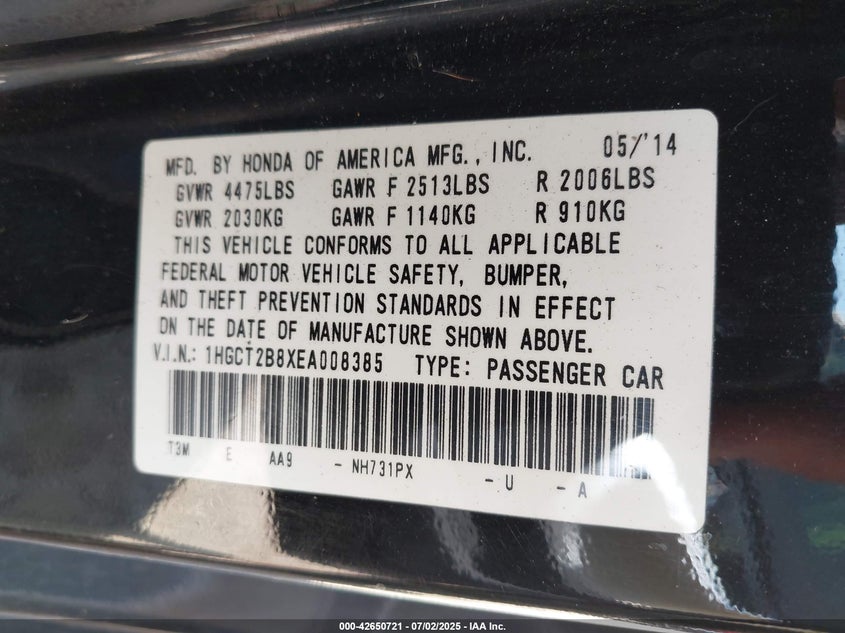 MFD. BY HONDA OF AMERICA MFG., INC. 05/'14
GVWR 4475LBS GAWR F 2513LBS R 2006LBS
GVWR 2030KG GAWR F 1140KG R 910KG
THIS VEHICLE CONFORMS TO ALL APPLICABLE
FEDERAL MOTOR VEHICLE SAFETY, BUMPER,
AND THEFT PREVENTION STANDARDS IN EFFECT
ON THE DATE OF MANUFACTURE SHOWN ABOVE.
V.I.N.: 1HGCT2B8XEA008385 TYPE: PASSENGER CAR
T3M E AA9 - NH731PX - U - A
000-42650721 - 07/02/2025 - IAA Inc.